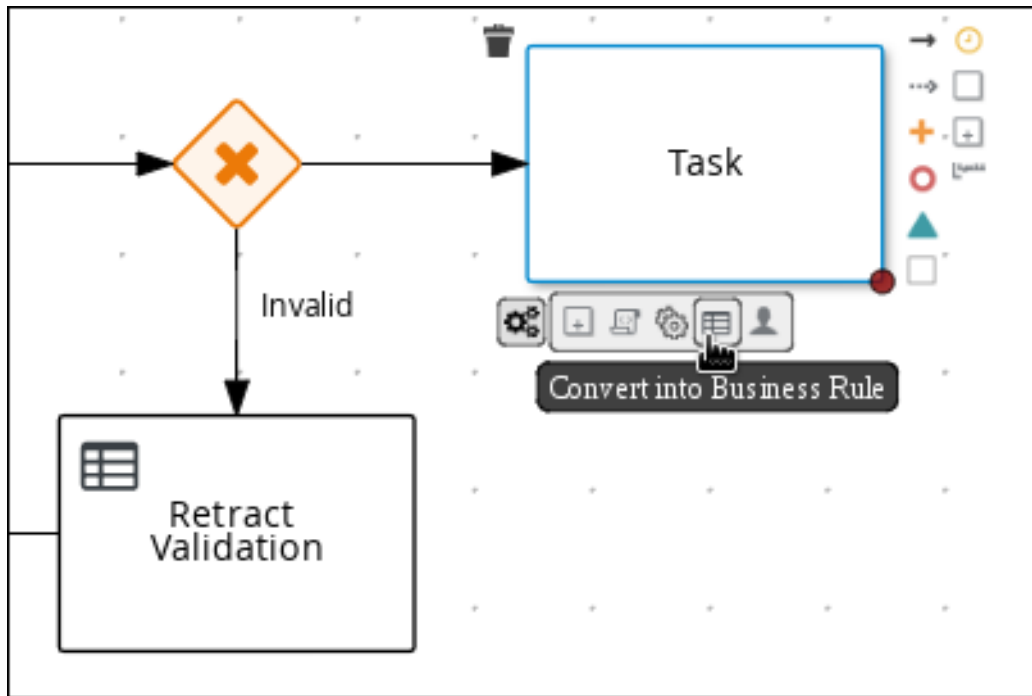 Task
Invalid
Convert into Business Rule
Retract
Validation